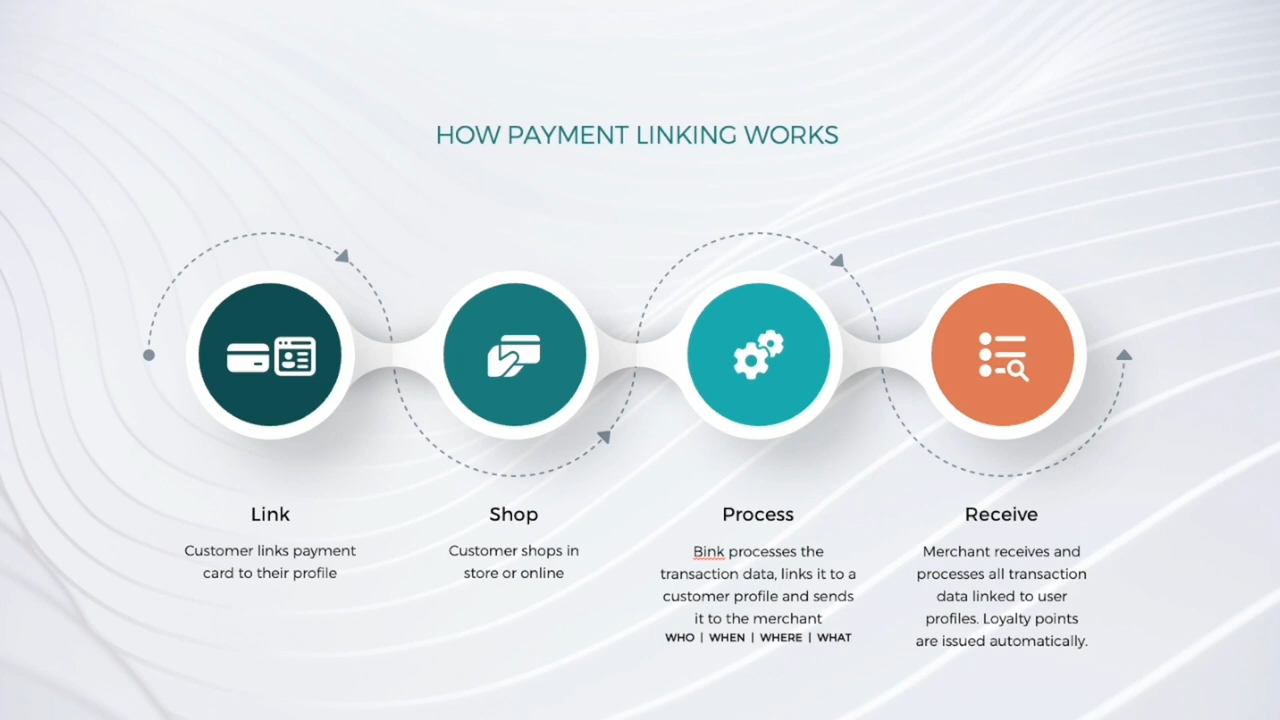 HOW PAYMENT LINKING WORKS
Link
Customer links payment
card to their profile
Shop
Customer shops in
store or online
Process
Bink processes the
transaction data, links it to a
customer profile and sends
it to the merchant
WHO | WHEN | WHERE | WHAT
Receive
Merchant receives and
processes all transaction
data linked to user
profiles. Loyalty points
are issued automatically.